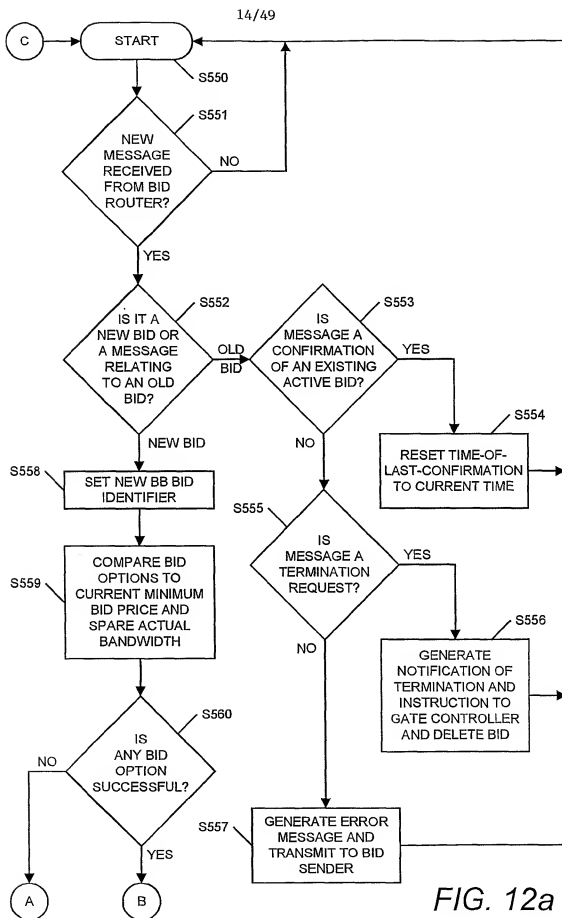 14/49
C
START
S550
S551
NEW
MESSAGE
RECEIVED
FROM BID
ROUTER?
NO
YES
S552
IS IT A
NEW BID OR
A MESSAGE
RELATING
TO AN OLD
BID?
OLD
BID
S553
IS
MESSAGE A
CONFIRMATION
OF AN EXISTING
ACTIVE BID?
YES
S554
RESET TIME-OF-
LAST-CONFIRMATION
TO CURRENT TIME
NO
NEW BID
S558
SET NEW BB BID
IDENTIFIER
S555
IS
MESSAGE A
TERMINATION
REQUEST?
YES
S559
COMPARE BID
OPTIONS TO
CURRENT MINIMUM
BID PRICE AND
SPARE ACTUAL
BANDWIDTH
S556
GENERATE
NOTIFICATION OF
TERMINATION AND
INSTRUCTION TO
GATE CONTROLLER
AND DELETE BID
NO
S560
IS
ANY BID
OPTION
SUCCESSFUL?
NO
YES
S557
GENERATE ERROR
MESSAGE AND
TRANSMIT TO BID
SENDER
A
B
FIG. 12a